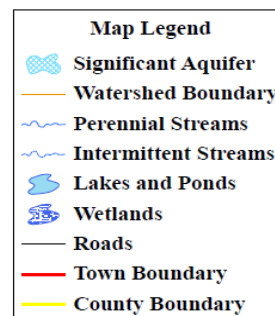 Map Legend
Significant Aquifer
Watershed Boundary
Perennial Streams
Intermittent Streams
Lakes and Ponds
Wetlands
Roads
Town Boundary
County Boundary